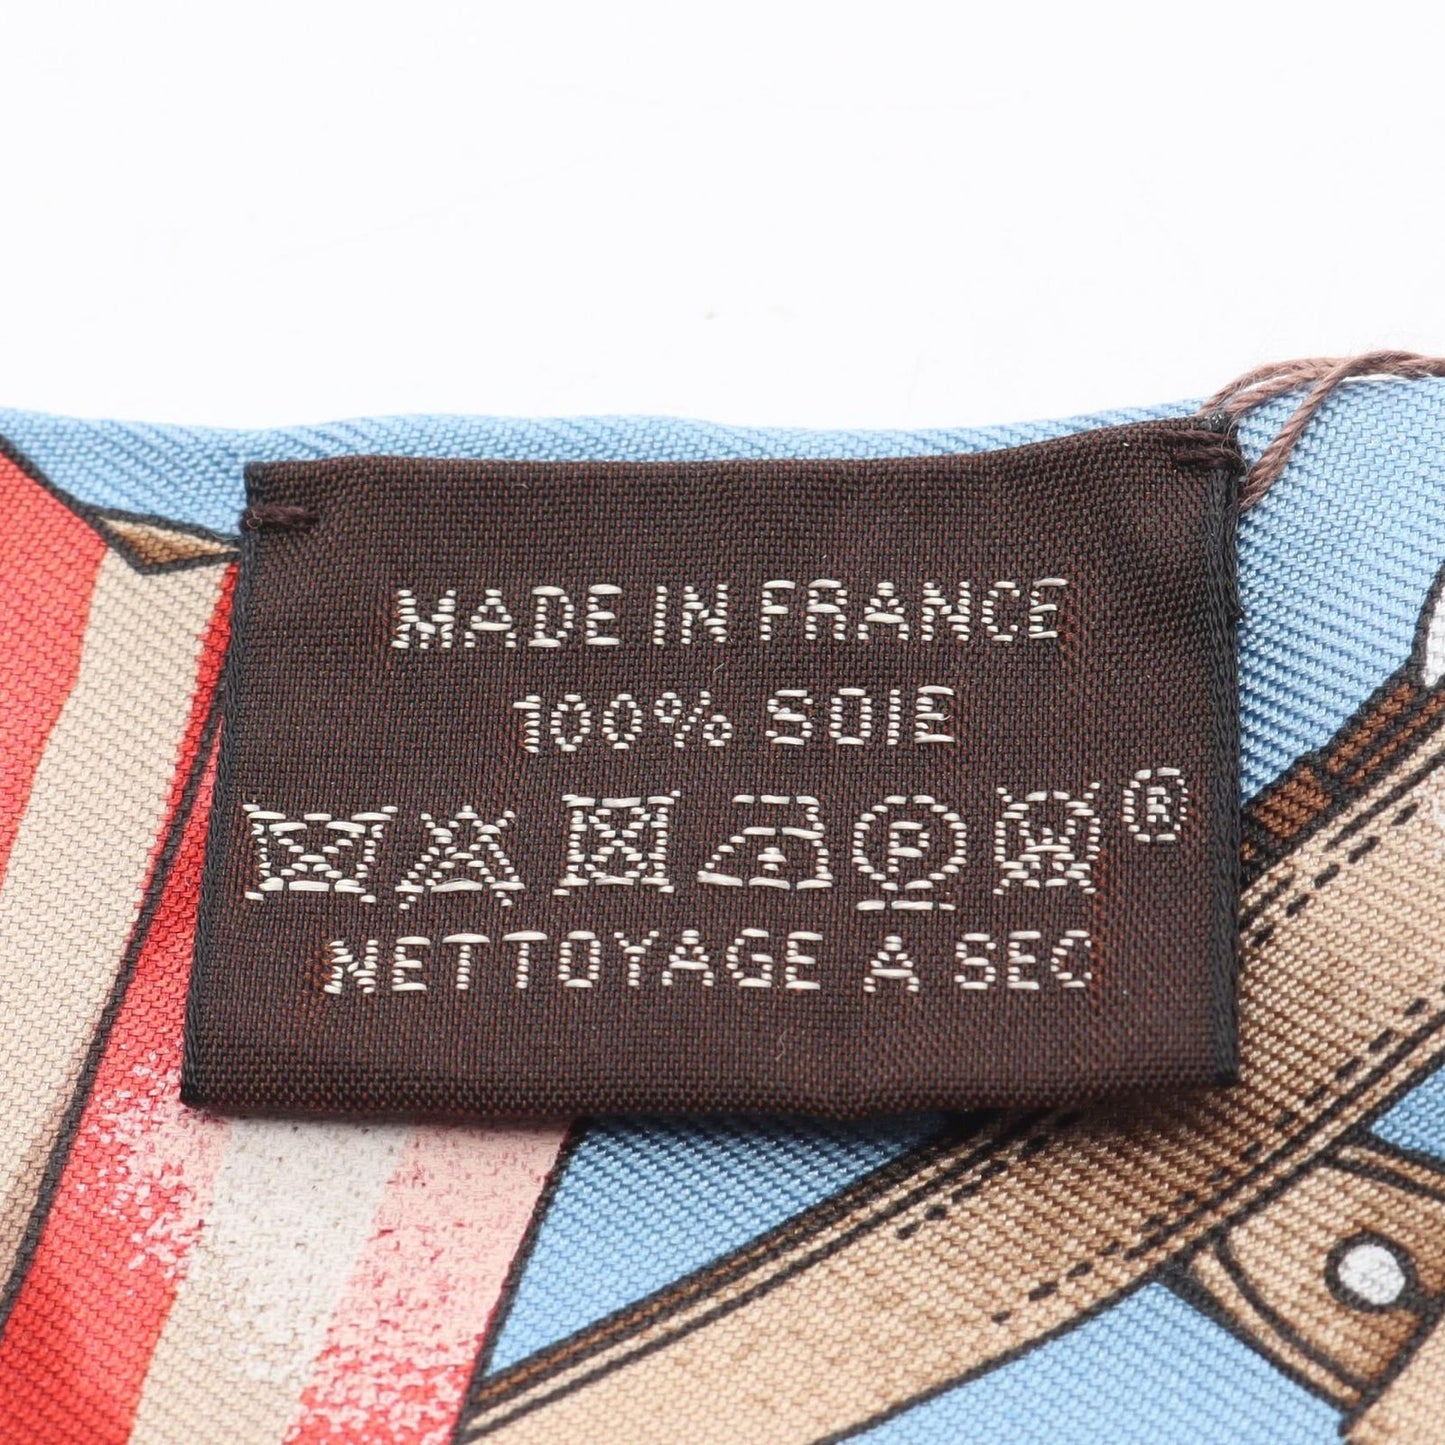 MADE IN FRANCE
100% SOIE
P ®
NETTOYAGE A SEC